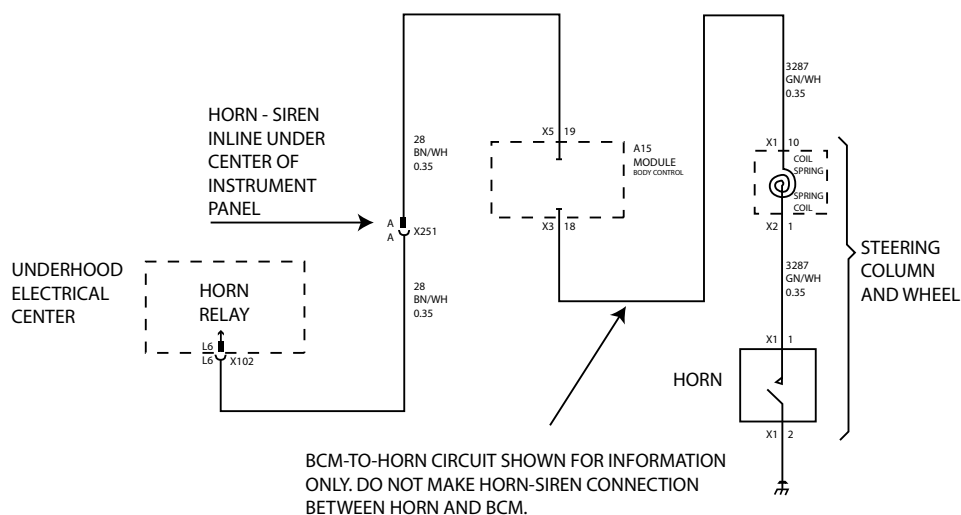 HORN - SIREN
INLINE UNDER
CENTER OF
INSTRUMENT
PANEL
28
BN/WH
0.35
A
A
X251
UNDERHOOD
ELECTRICAL
CENTER
HORN
RELAY
L6
L6
X102
28
BN/WH
0.35
X5 19
A15
MODULE
BODY CONTROL
X3 18
3287
GN/WH
0.35
X1 10
COIL
SPRING
SPRING
COIL
X2 1
3287
GN/WH
0.35
STEERING
COLUMN
AND WHEEL
X1 1
HORN
X1 2
BCM-TO-HORN CIRCUIT SHOWN FOR INFORMATION
ONLY. DO NOT MAKE HORN-SIREN CONNECTION
BETWEEN HORN AND BCM.